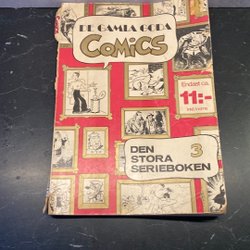 DE GAMLA GODA
COMICS
Endast ca.
11:-
DEN
STORA 3
SERIEBOKEN